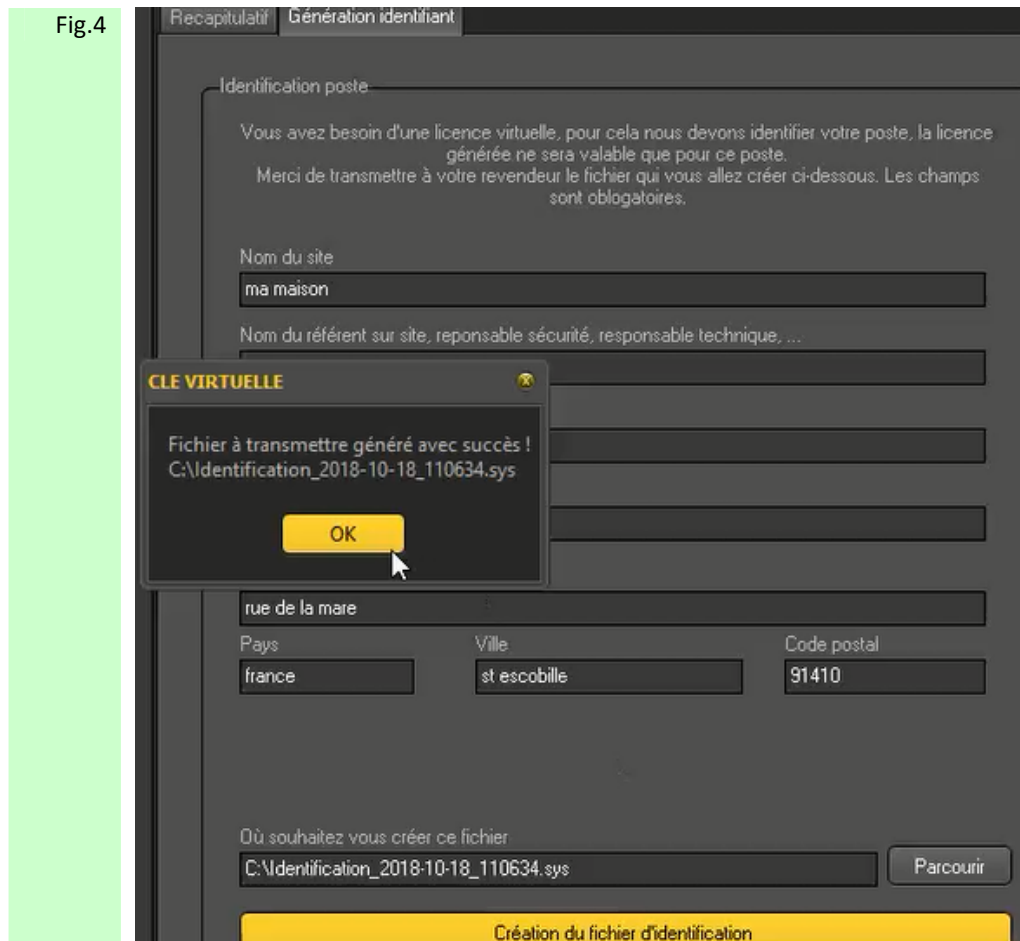 Fig.4
Recapitulatif Génération identifiant
Identification poste
Vous avez besoin d'une licence virtuelle, pour cela nous devons identifier votre poste, la licence
générée ne sera valable que pour ce poste.
Merci de transmettre à votre revendeur le fichier qui vous allez créer ci-dessous. Les champs
sont oblogatoires.
Nom du site
ma maison
Nom du référent sur site, reponsable sécurité, responsable technique, ...
CLE VIRTUELLE
Fichier à transmettre généré avec succès !
C:\Identification_2018-10-18_110634.sys
OK
rue de la mare
Pays Ville Code postal
france st escobille 91410
Où souhaitez vous créer ce fichier
C:\Identification_2018-10-18_110634.sys Parcourir
Création du fichier d'identification